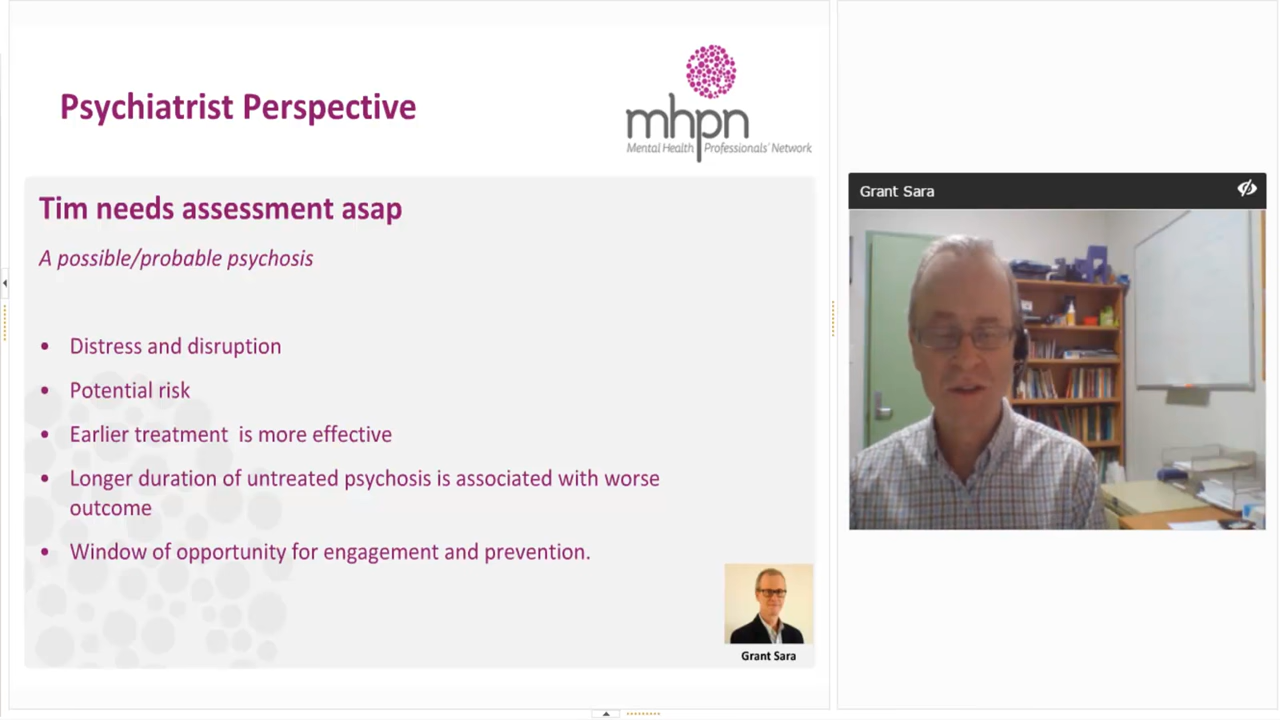 Psychiatrist Perspective
mhpn
Mental Health Professionals' Network
Tim needs assessment asap
A possible/probable psychosis
• Distress and disruption
• Potential risk
• Earlier treatment is more effective
• Longer duration of untreated psychosis is associated with worse
outcome
• Window of opportunity for engagement and prevention.
Grant Sara
Grant Sara